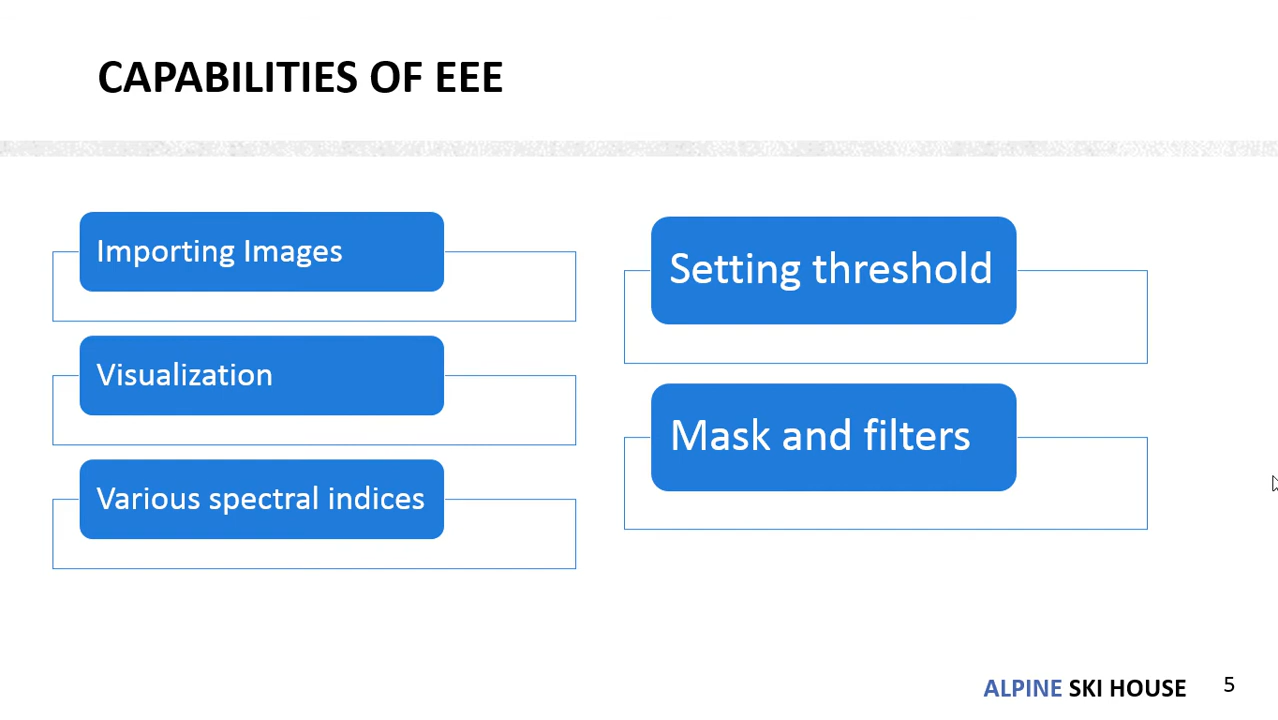 CAPABILITIES OF EEE
Importing Images
Visualization
Various spectral indices
Setting threshold
Mask and filters
ALPINE SKI HOUSE
5